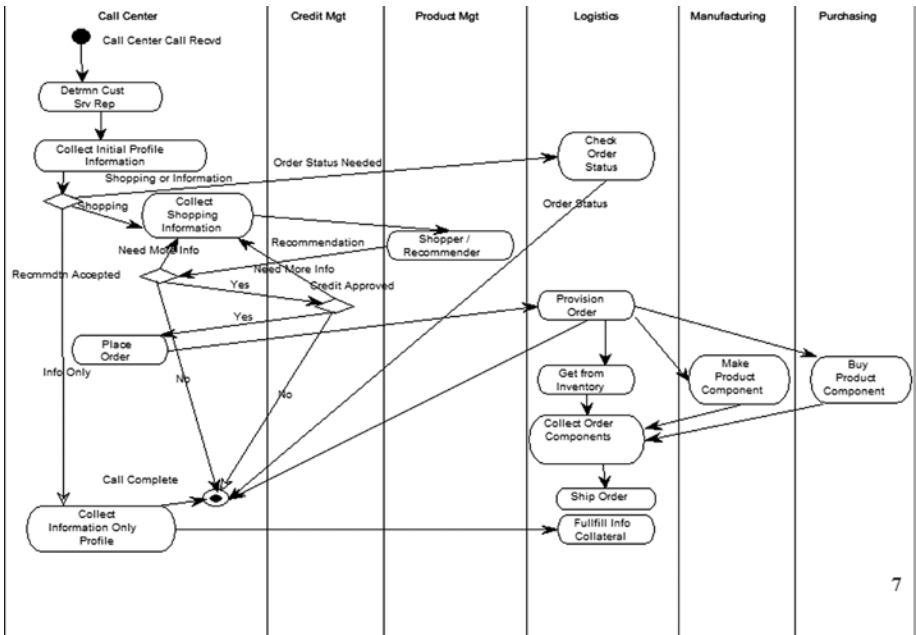 Call Center
Credit Mgt
Product Mgt
Logistics
Manufacturing
Purchasing
Call Center Call Recvd
Detrmn Cust
Srv Rep
Collect Initial Profile
Information
Check
Order
Status
Order Status Needed
Shopping or Information
Shopping
Collect
Shopping
Information
Order Status
Need More Info
Recommendation
Shopper /
Recommender
Recmmdtn Accepted
Need More Info
Yes
Credit Approved
Provision
Order
Yes
Place
Order
Info Only
No
No
Get from
Inventory
Make
Product
Component
Buy
Product
Component
Collect Order
Components
Call Complete
Ship Order
Collect
Information Only
Profile
Fullfill Info
Collateral
7